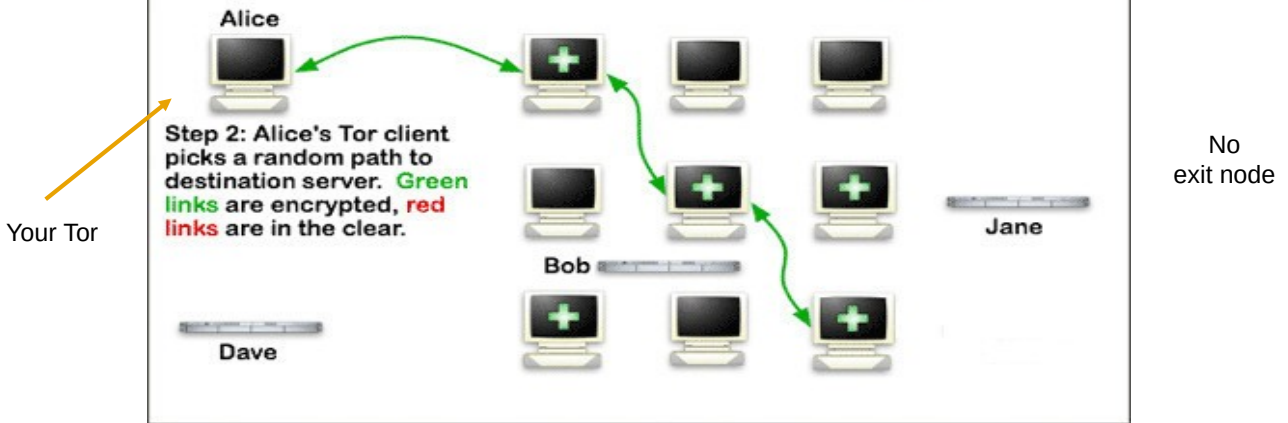 Alice
Step 2: Alice's Tor client
picks a random path to
destination server. Green
links are encrypted, red
links are in the clear.
Your Tor
No
exit node
Jane
Bob
Dave